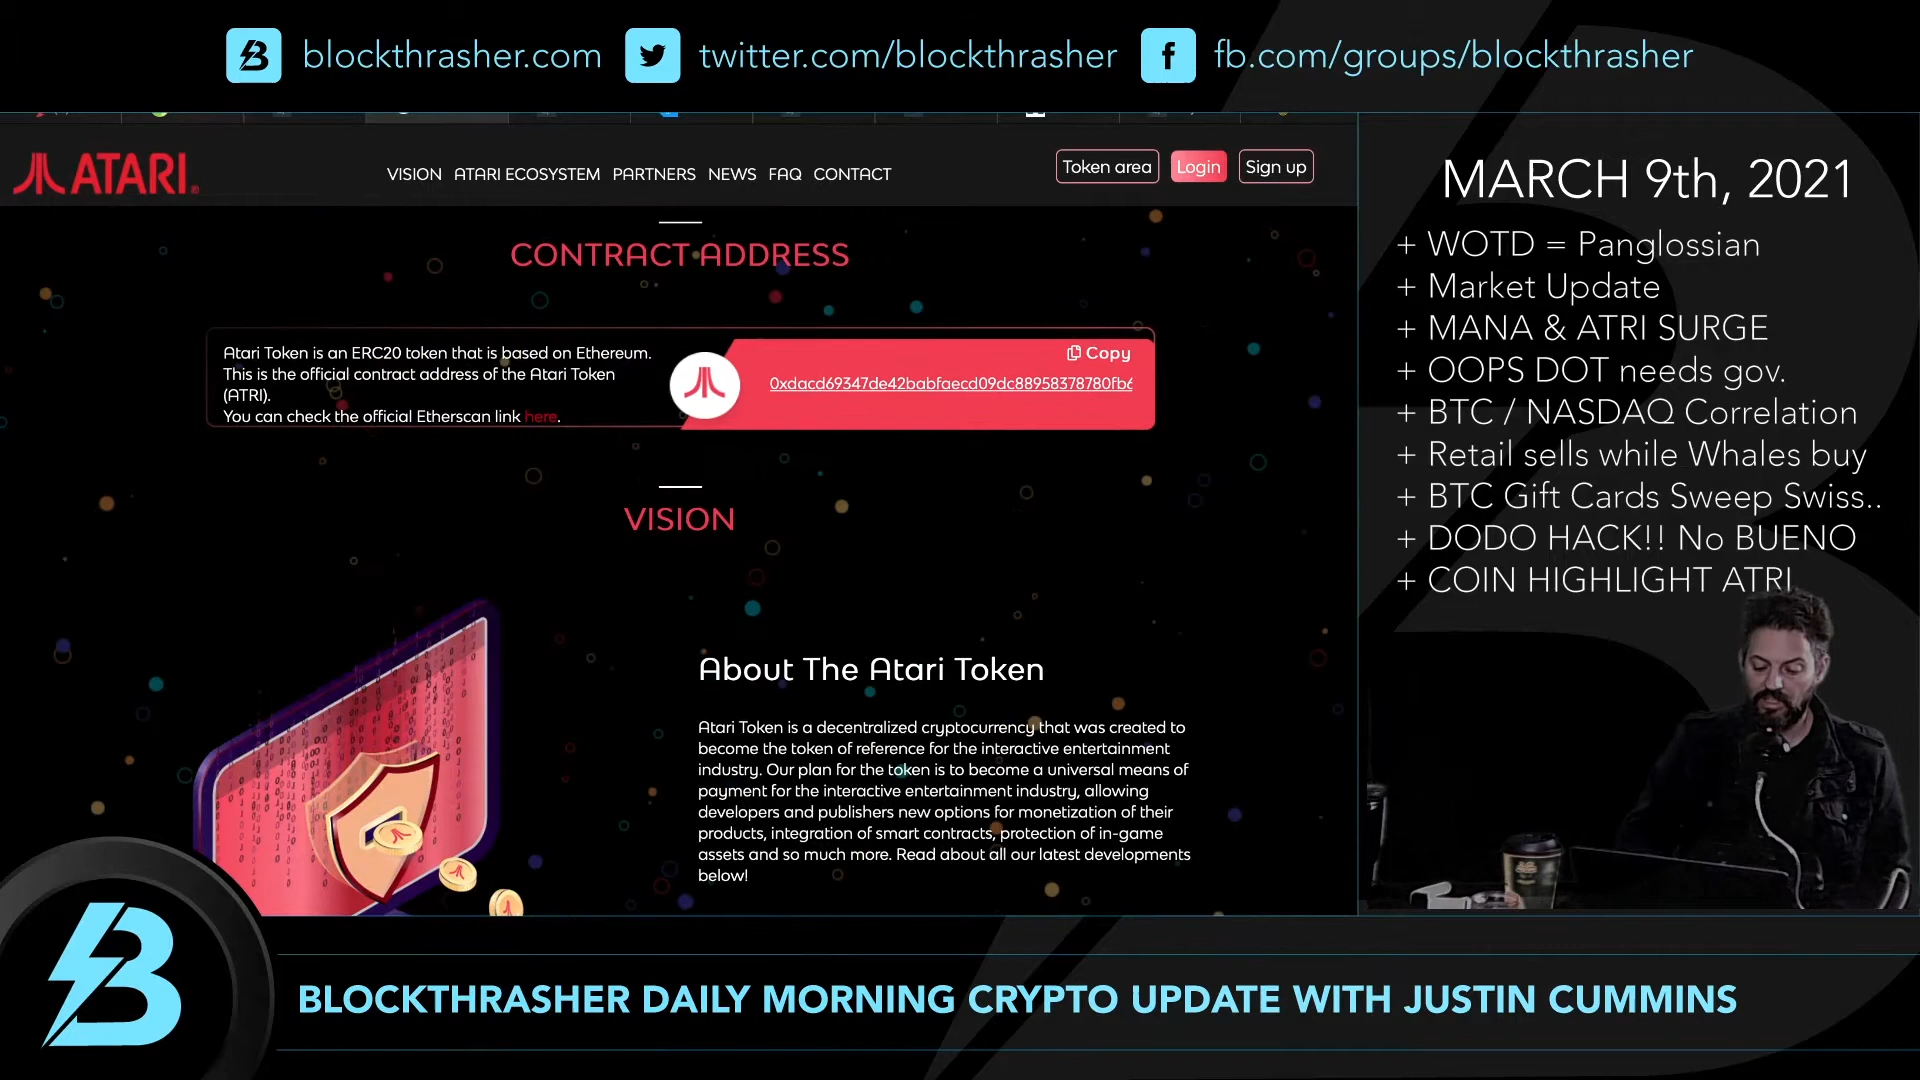 blockthrasher.com twitter.com/blockthrasher fb.com/groups/blockthrasher
ATARI
VISION ATARI ECOSYSTEM PARTNERS NEWS FAQ CONTACT
Token area Login Sign up
CONTRACT ADDRESS
Atari Token is an ERC20 token that is based on Ethereum.
This is the official contract address of the Atari Token
(ATRI).
You can check the official Etherscan link here.
Copy
0xdacd69347de42babfaecd09dc88958378780fb6
VISION
About The Atari Token
Atari Token is a decentralized cryptocurrency that was created to
become the token of reference for the interactive entertainment
industry. Our plan for the token is to become a universal means of
payment for the interactive entertainment industry, allowing
developers and publishers new options for monetization of their
products, integration of smart contracts, protection of in-game
assets and so much more. Read about all our latest developments
below!
MARCH 9th, 2021
+ WOTD = Panglossian
+ Market Update
+ MANA & ATRI SURGE
+ OOPS DOT needs gov.
+ BTC / NASDAQ Correlation
+ Retail sells while Whales buy
+ BTC Gift Cards Sweep Swiss..
+ DODO HACK!! No BUENO
+ COIN HIGHLIGHT ATRI
BLOCKTHRASHER DAILY MORNING CRYPTO UPDATE WITH JUSTIN CUMMINS